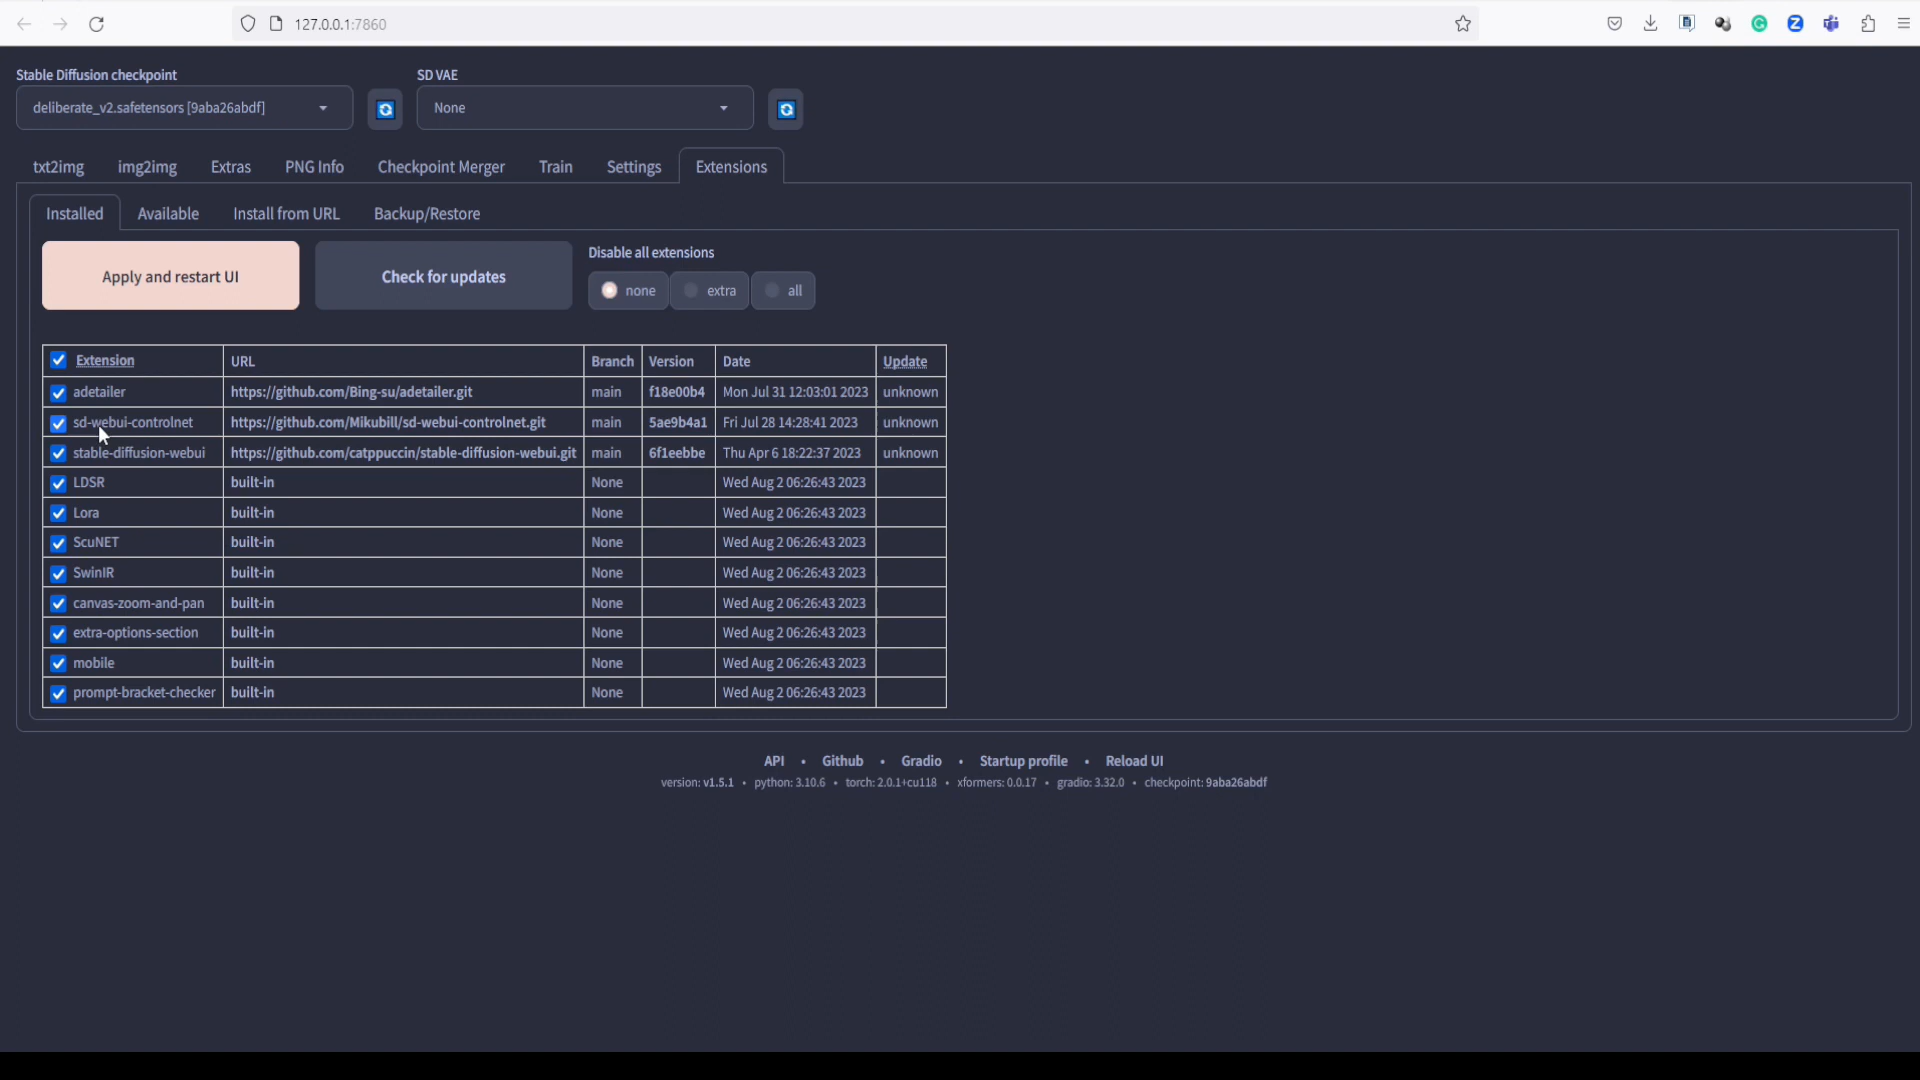 127.0.0.1:7860
Stable Diffusion checkpoint SD VAE
deliberate_v2.safetensors [9aba26abdf] None
txt2img img2img Extras PNG Info Checkpoint Merger Train Settings Extensions
Installed Available Install from URL Backup/Restore
Apply and restart UI Check for updates Disable all extensions
none extra all
Extension URL Branch Version Date Update
adetailer https://github.com/Bing-su/adetailer.git main f18e00b4 Mon Jul 31 12:03:01 2023 unknown
sd-webui-controlnet https://github.com/Mikubill/sd-webui-controlnet.git main 5ae9b4a1 Fri Jul 28 14:28:41 2023 unknown
stable-diffusion-webui https://github.com/catppuccin/stable-diffusion-webui.git main 6f1eebbe Thu Apr 6 18:22:37 2023 unknown
LDSR built-in None Wed Aug 2 06:26:43 2023
Lora built-in None Wed Aug 2 06:26:43 2023
ScuNET built-in None Wed Aug 2 06:26:43 2023
SwinIR built-in None Wed Aug 2 06:26:43 2023
canvas-zoom-and-pan built-in None Wed Aug 2 06:26:43 2023
extra-options-section built-in None Wed Aug 2 06:26:43 2023
mobile built-in None Wed Aug 2 06:26:43 2023
prompt-bracket-checker built-in None Wed Aug 2 06:26:43 2023
API • Github • Gradio • Startup profile • Reload UI
version: v1.5.1 • python: 3.10.6 • torch: 2.0.1+cu118 • xformers: 0.0.17 • gradio: 3.32.0 • checkpoint: 9aba26abdf